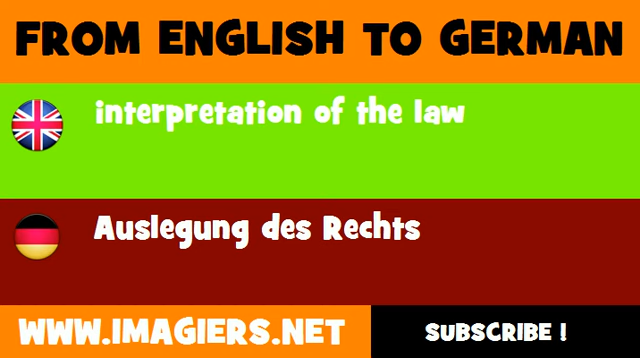 FROM ENGLISH TO GERMAN
interpretation of the law
Auslegung des Rechts
WWW.IMAGIERS.NET
SUBSCRIBE !